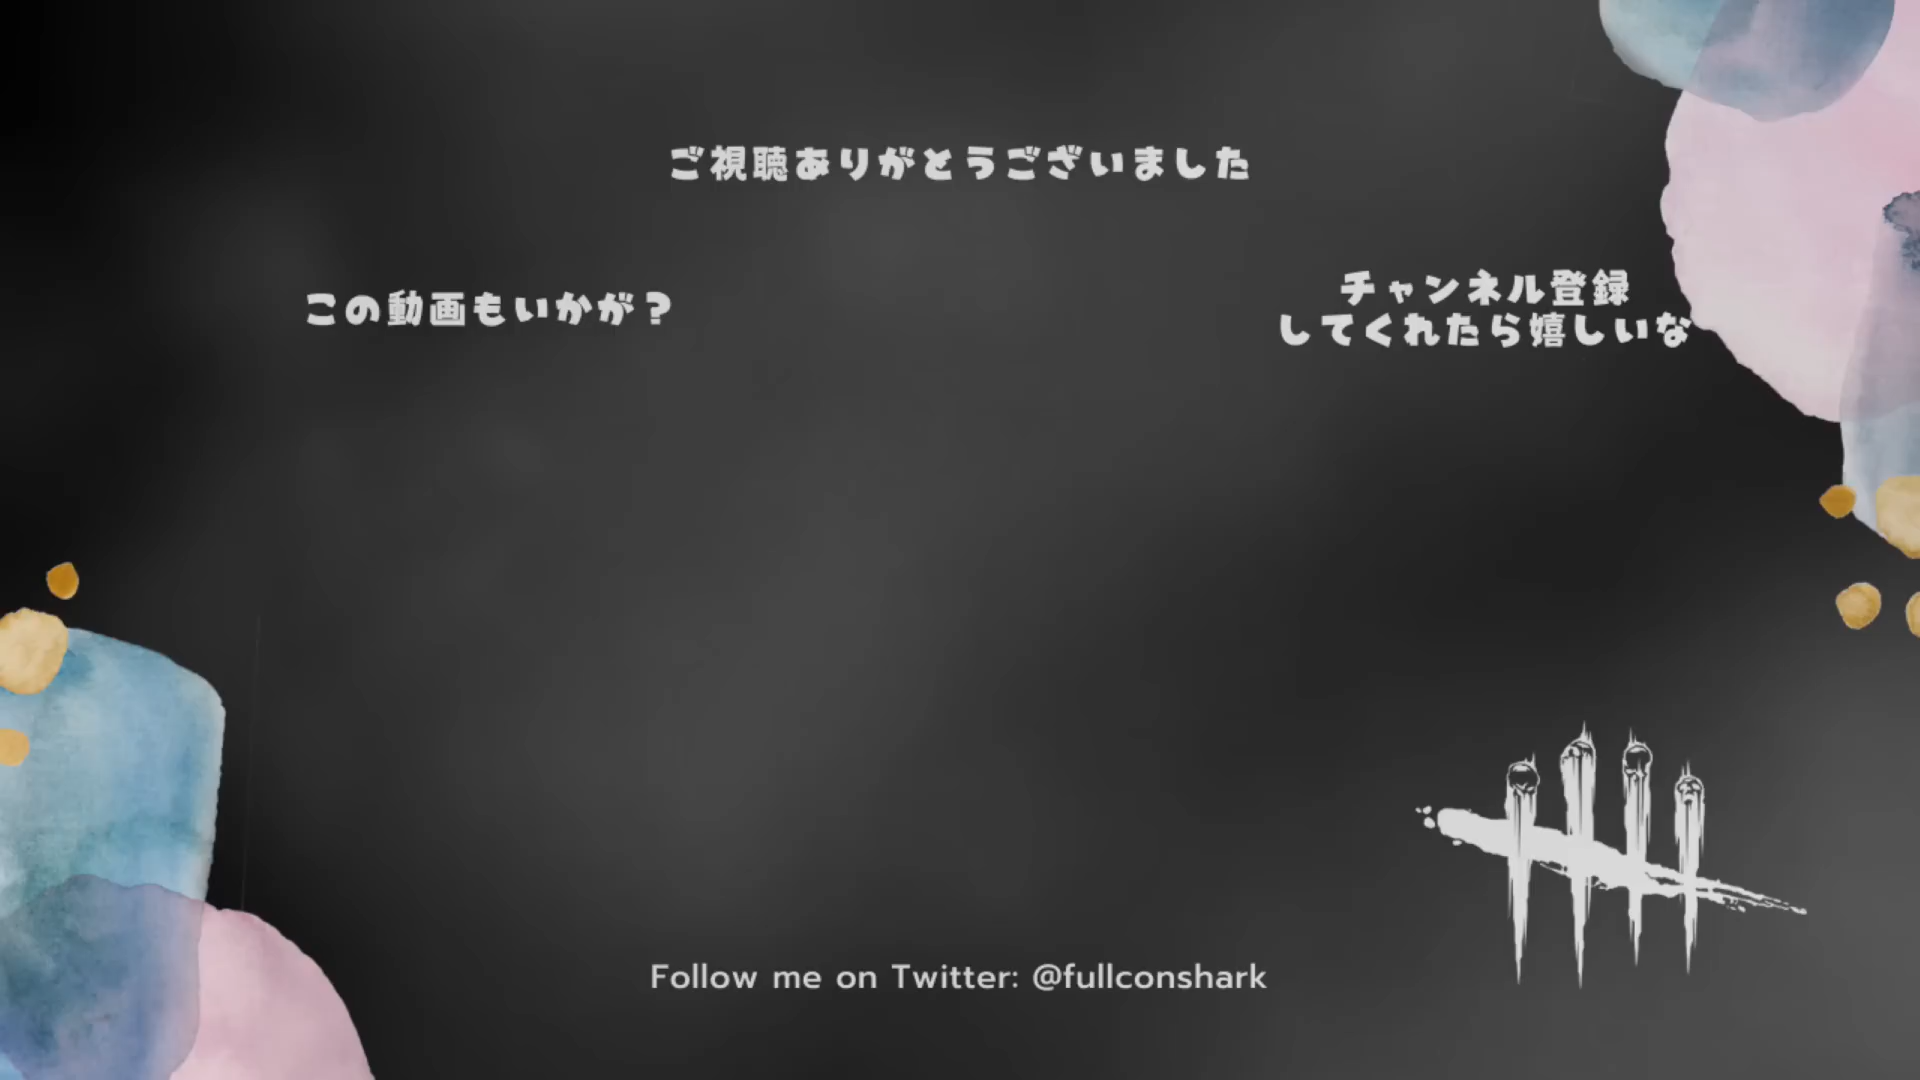 ご視聴ありがとうございました
この動画もいかが？
チャンネル登録
してくれたら嬉しいな
Follow me on Twitter: @fullconshark